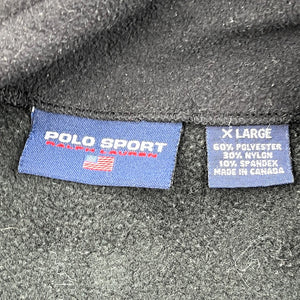 POLO SPORT
RALPH LAUREN
X LARGE
60% POLYESTER
30% NYLON
10% SPANDEX
MADE IN CANADA